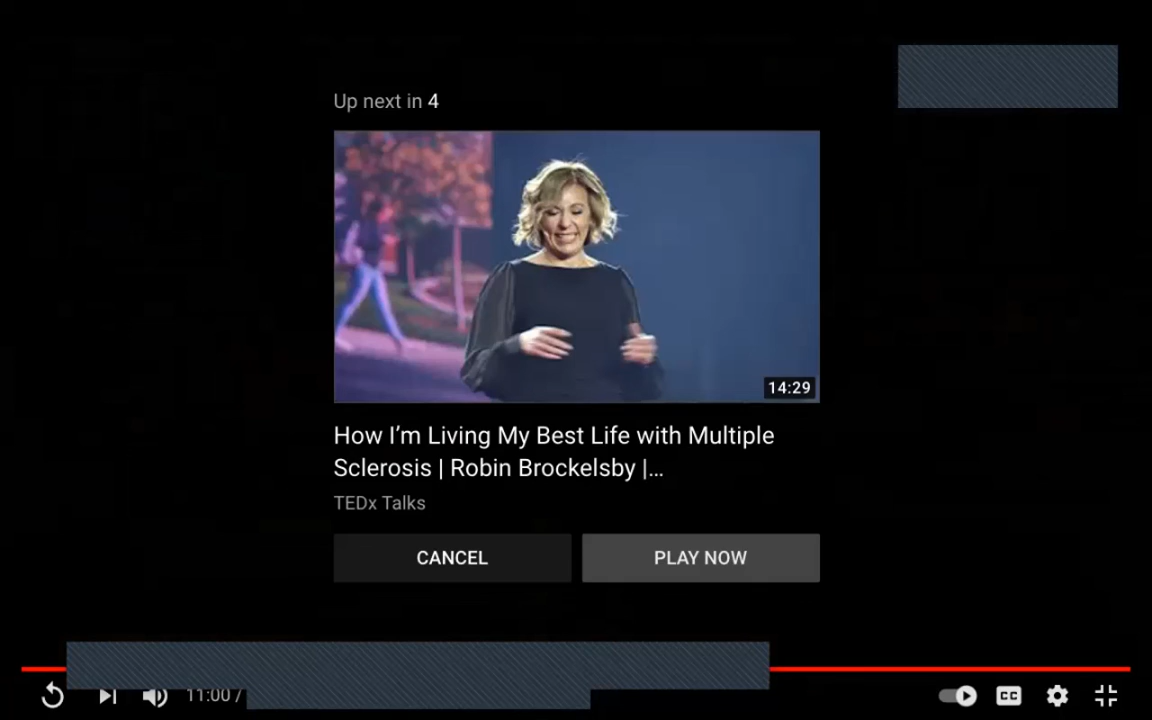 Up next in 4
14:29
How I’m Living My Best Life with Multiple
Sclerosis | Robin Brockelsby |...
TEDx Talks
CANCEL
PLAY NOW
11:00 /
CC